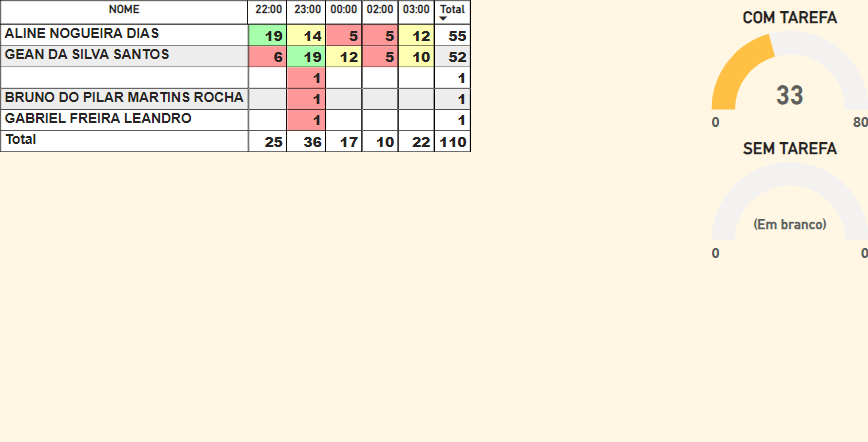 NOME 22:00 23:00 00:00 02:00 03:00 Total
ALINE NOGUEIRA DIAS 19 14 5 5 12 55
GEAN DA SILVA SANTOS 6 19 12 5 10 52
1 1
BRUNO DO PILAR MARTINS ROCHA 1 1
GABRIEL FREIRA LEANDRO 1 1
Total 25 36 17 10 22 110
COM TAREFA
33
0 80
SEM TAREFA
(Em branco)
0 0